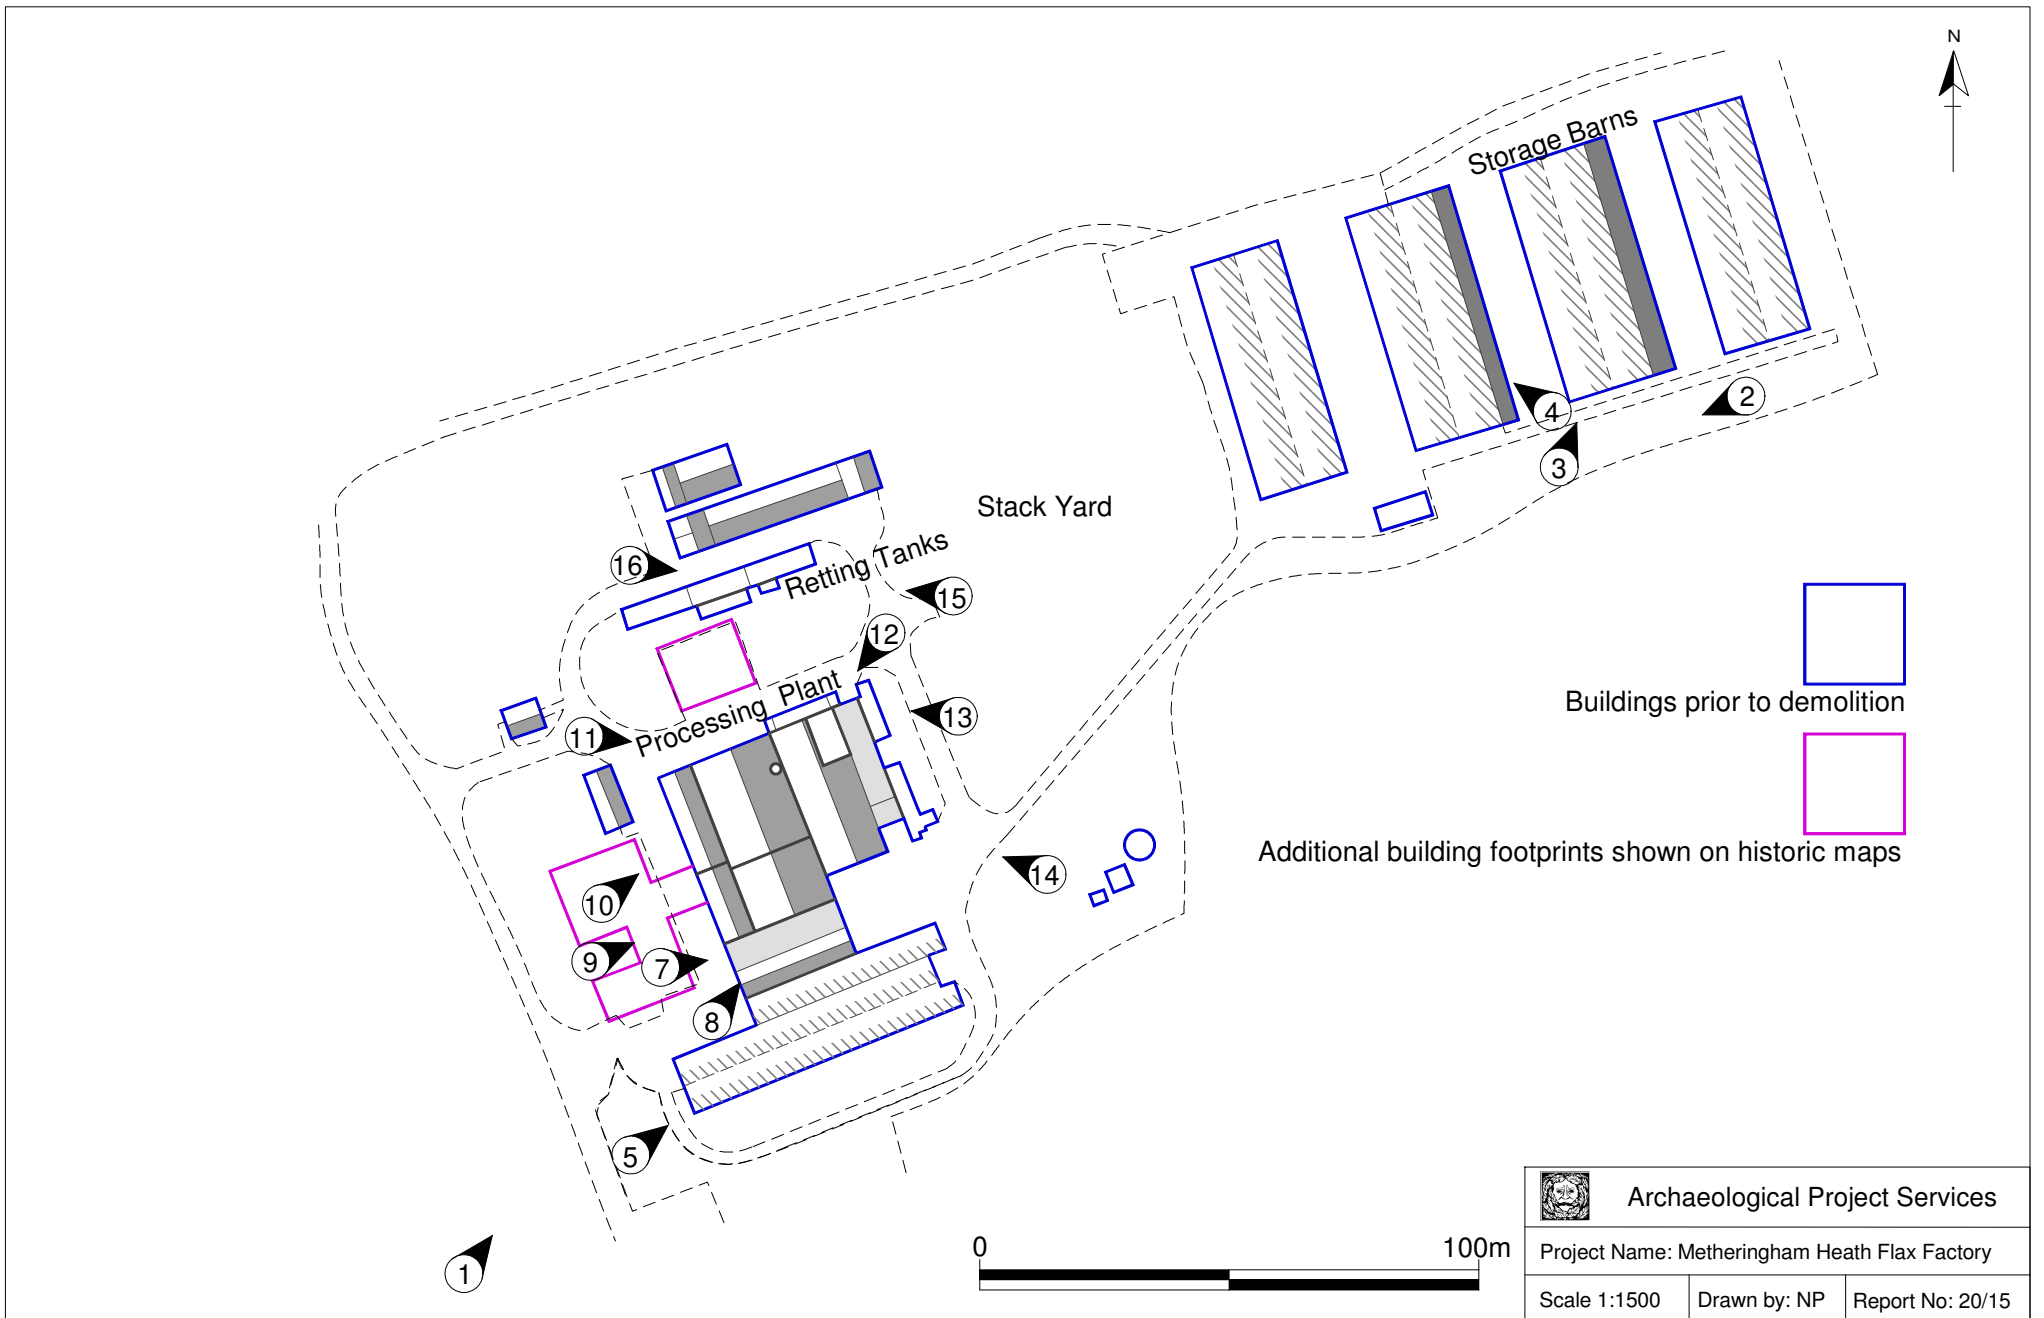 N
Storage Barns
2
4
3
Stack Yard
16
Retting Tanks
15
12
13
11
Processing Plant
Buildings prior to demolition
Additional building footprints shown on historic maps
14
10
9
7
8
5
1
0
100m
Archaeological Project Services
Project Name: Metheringham Heath Flax Factory
Scale 1:1500
Drawn by: NP
Report No: 20/15